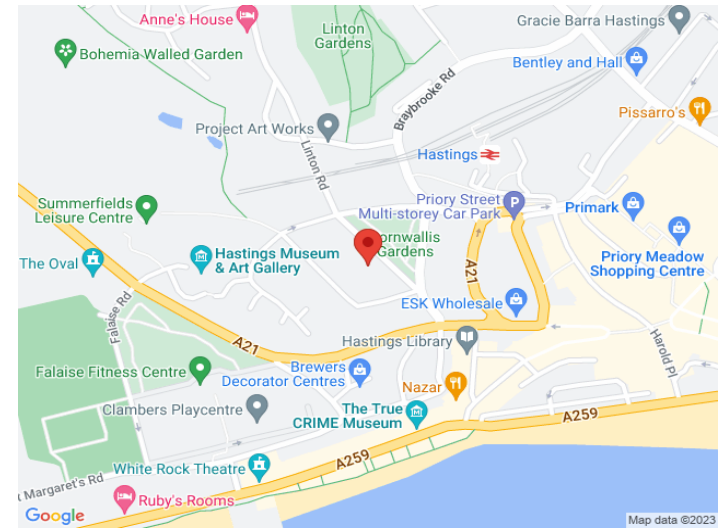 Anne's House
Linton
Gardens
Gracie Barra Hastings
Bohemia Walled Garden
Bentley and Hall
Braybrooke Rd
Pissarro's
Project Art Works
Linton Rd
Hastings
Summerfields
Leisure Centre
Priory Street
Multi-storey Car Park
P
Primark
Cornwallis
Gardens
The Oval
Hastings Museum
& Art Gallery
A21
Priory Meadow
Shopping Centre
Falaise Rd
ESK Wholesale
A21
Hastings Library
Harold Pl
Falaise Fitness Centre
Brewers
Decorator Centres
Nazar
Clambers Playcentre
The True
CRIME Museum
A259
White Rock Theatre
A259
Margaret's Rd
Ruby's Rooms
Google
Map data ©2023